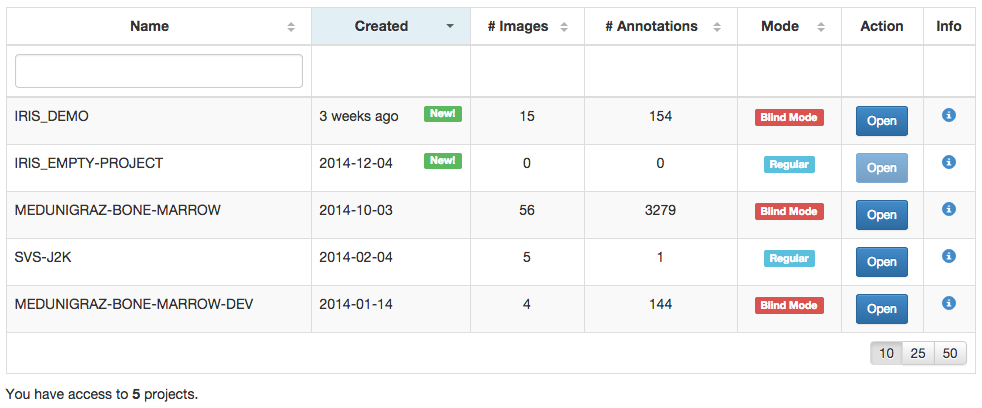 Name Created # Images # Annotations Mode Action Info
IRIS_DEMO 3 weeks ago New! 15 154 Blind Mode Open
IRIS_EMPTY-PROJECT 2014-12-04 New! 0 0 Regular Open
MEDUNIGRAZ-BONE-MARROW 2014-10-03 56 3279 Blind Mode Open
SVS-J2K 2014-02-04 5 1 Regular Open
MEDUNIGRAZ-BONE-MARROW-DEV 2014-01-14 4 144 Blind Mode Open
10 25 50
You have access to 5 projects.